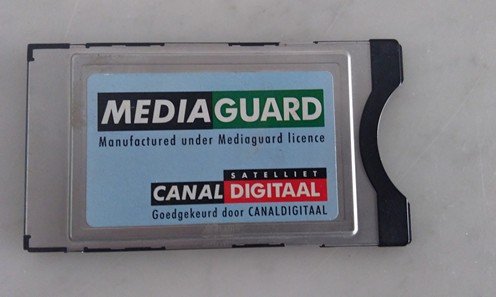 MEDIAGUARD
Manufactured under Mediaguard licence
SATELLIET
CANAL DIGITAAL
Goedgekeurd door CANALDIGITAAL